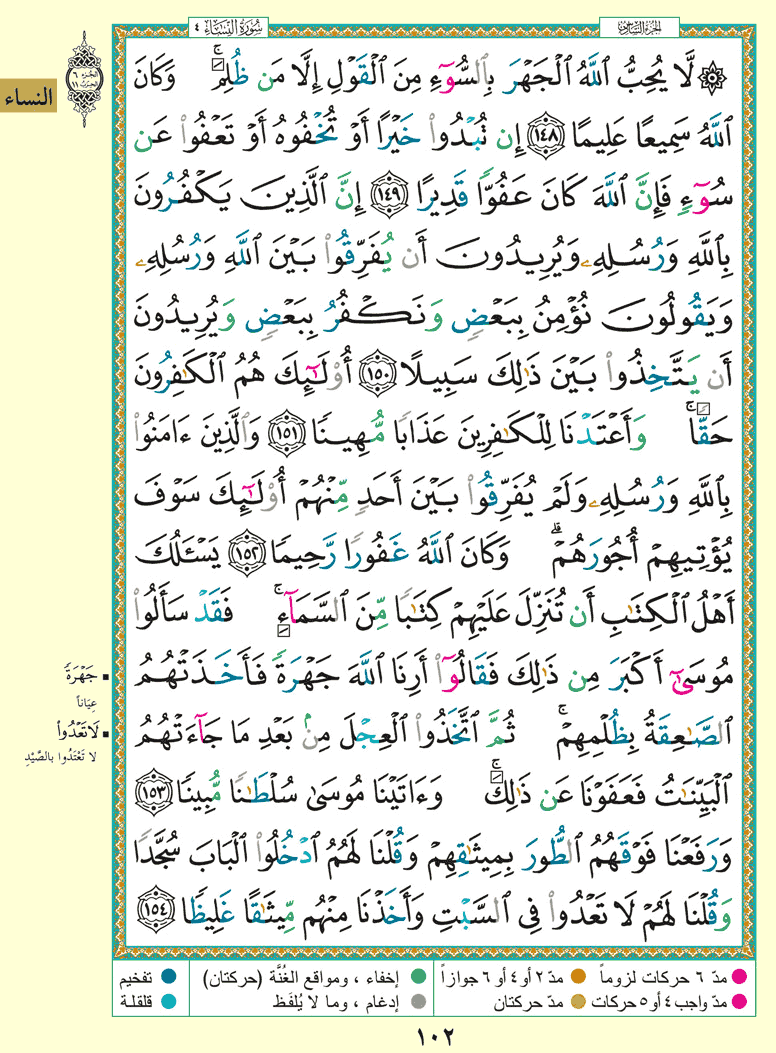 سُورَةُ النِّسَاءِ ٤
الجُزْءُ السَّادِسُ
الجُزْء ٦
الحِزْب ١١
النساء
۞ لَّا يُحِبُّ ٱللَّهُ ٱلْجَهْرَ بِٱلسُّوٓءِ مِنَ ٱلْقَوْلِ إِلَّا مَن ظُلِمَ ۚ وَكَانَ
ٱللَّهُ سَمِيعًا عَلِيمًا ﴿١٤٨﴾ إِن تُبْدُوا۟ خَيْرًا أَوْ تُخْفُوهُ أَوْ تَعْفُوا۟ عَن
سُوٓءٍ فَإِنَّ ٱللَّهَ كَانَ عَفُوًّا قَدِيرًا ﴿١٤٩﴾ إِنَّ ٱلَّذِينَ يَكْفُرُونَ
بِٱللَّهِ وَرُسُلِهِۦ وَيُرِيدُونَ أَن يُفَرِّقُوا۟ بَيْنَ ٱللَّهِ وَرُسُلِهِۦ
وَيَقُولُونَ نُؤْمِنُ بِبَعْضٍ وَنَكْفُرُ بِبَعْضٍ وَيُرِيدُونَ
أَن يَتَّخِذُوا۟ بَيْنَ ذَٰلِكَ سَبِيلًا ﴿١٥٠﴾ أُو۟لَٰٓئِكَ هُمُ ٱلْكَٰفِرُونَ
حَقًّا ۚ وَأَعْتَدْنَا لِلْكَٰفِرِينَ عَذَابًا مُّهِينًا ﴿١٥١﴾ وَٱلَّذِينَ ءَامَنُوا۟
بِٱللَّهِ وَرُسُلِهِۦ وَلَمْ يُفَرِّقُوا۟ بَيْنَ أَحَدٍ مِّنْهُمْ أُو۟لَٰٓئِكَ سَوْفَ
يُؤْتِيهِمْ أُجُورَهُمْ ۗ وَكَانَ ٱللَّهُ غَفُورًا رَّحِيمًا ﴿١٥٢﴾ يَسْـَٔلُكَ
أَهْلُ ٱلْكِتَٰبِ أَن تُنَزِّلَ عَلَيْهِمْ كِتَٰبًا مِّنَ ٱلسَّمَآءِ ۚ فَقَدْ سَأَلُوا۟
مُوسَىٰٓ أَكْبَرَ مِن ذَٰلِكَ فَقَالُوٓا۟ أَرِنَا ٱللَّهَ جَهْرَةً فَأَخَذَتْهُمُ
ٱلصَّٰعِقَةُ بِظُلْمِهِمْ ۚ ثُمَّ ٱتَّخَذُوا۟ ٱلْعِجْلَ مِنۢ بَعْدِ مَا جَآءَتْهُمُ
ٱلْبَيِّنَٰتُ فَعَفَوْنَا عَن ذَٰلِكَ ۚ وَءَاتَيْنَا مُوسَىٰ سُلْطَٰنًا مُّبِينًا ﴿١٥٣﴾
وَرَفَعْنَا فَوْقَهُمُ ٱلطُّورَ بِمِيثَٰقِهِمْ وَقُلْنَا لَهُمُ ٱدْخُلُوا۟ ٱلْبَابَ سُجَّدًا
وَقُلْنَا لَهُمْ لَا تَعْدُوا۟ فِى ٱلسَّبْتِ وَأَخَذْنَا مِنْهُم مِّيثَٰقًا غَلِيظًا ﴿١٥٤﴾
▪ جَهْرَةً
عِيَاناً
▪ لَا تَعْدُوا۟
لا تَعْتَدُوا بالصَّيْدِ
مدّ ٦ حركات لزوماً ● مدّ ٢ أو ٤ أو ٦ جوازاً ● إخفاء ، ومواقع الغُنَّة (حركتان) ● تفخيم
مدّ واجب ٤ أو ٥ حركات ● مدّ حركتان ● إدغام ، وما لا يُلفَظ ● قلقلة
١٠٢